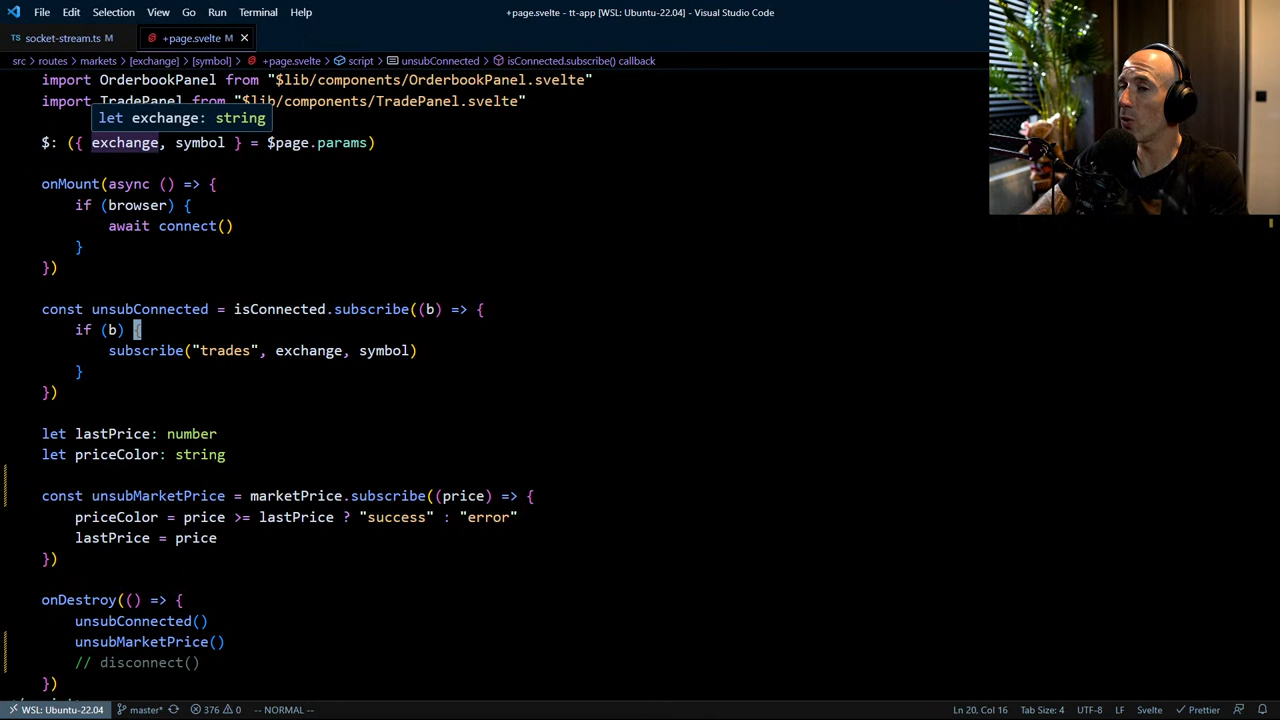 File Edit Selection View Go Run Terminal Help
+page.svelte - tt-app [WSL: Ubuntu-22.04] - Visual Studio Code
TS socket-stream.ts M
+page.svelte M
src > routes > markets > [exchange] > [symbol] > +page.svelte > script > unsubConnected > isConnected.subscribe() callback
import OrderbookPanel from "$lib/components/OrderbookPanel.svelte"
import TradePanel from "$lib/components/TradePanel.svelte"
let exchange: string
$: ({ exchange, symbol } = $page.params)
onMount(async () => {
if (browser) {
await connect()
}
})
const unsubConnected = isConnected.subscribe((b) => {
if (b) {
subscribe("trades", exchange, symbol)
}
})
let lastPrice: number
let priceColor: string
const unsubMarketPrice = marketPrice.subscribe((price) => {
priceColor = price >= lastPrice ? "success" : "error"
lastPrice = price
})
onDestroy(() => {
unsubConnected()
unsubMarketPrice()
// disconnect()
})
WSL: Ubuntu-22.04 master* 376 0 -- NORMAL -- Ln 20, Col 16 Tab Size: 4 UTF-8 LF Svelte Prettier